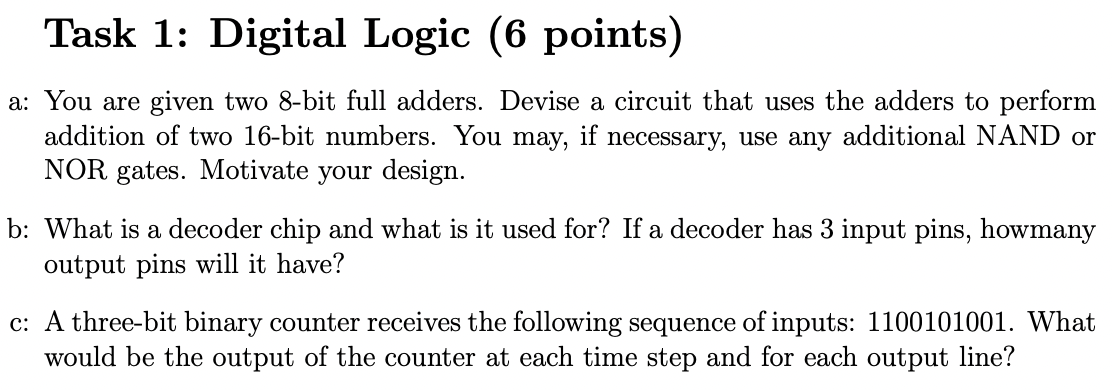 Task 1: Digital Logic (6 points)
a: You are given two 8-bit full adders. Devise a circuit that uses the adders to perform
addition of two 16-bit numbers. You may, if necessary, use any additional NAND or
NOR gates. Motivate your design.
b: What is a decoder chip and what is it used for? If a decoder has 3 input pins, howmany
output pins will it have?
c: A three-bit binary counter receives the following sequence of inputs: 1100101001. What
would be the output of the counter at each time step and for each output line?